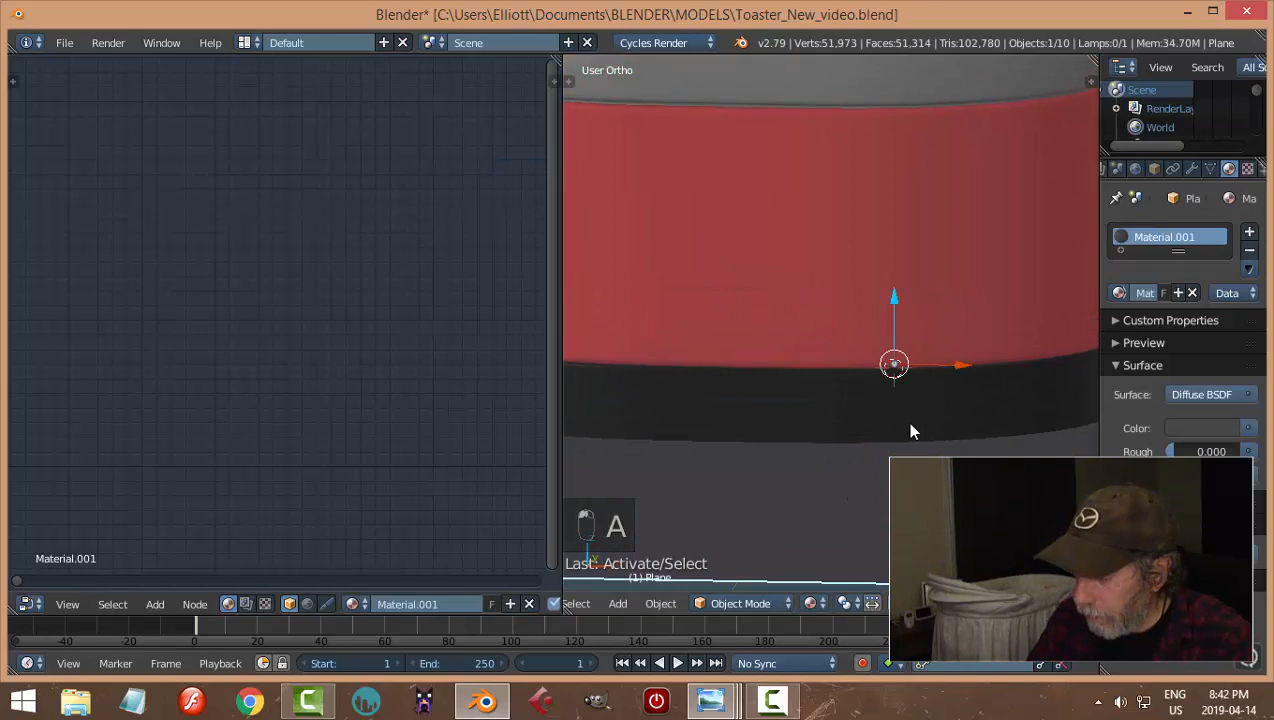 Blender* [C:\Users\Elliott\Documents\BLENDER\MODELS\Toaster_New_video.blend]
File Render Window Help Default Scene Cycles Render v2.79 | Verts:51,973 | Faces:51,314 | Tris:102,780 | Objects:1/10 | Lamps:0/1 | Mem:34.70M | Plane
User Ortho
View Search All S
Scene
RenderLay
World
Pla Ma
Material.001
Mat F Data
Custom Properties
Preview
Surface
Surface: Diffuse BSDF
Color:
Rough 0.000
A
Material.001
Last: Activate/Select
(1) Plane
View Select Add Node Material.001 F Select Add Object Object Mode
-40 -20 0 20 40 60 80 100 120 140 160 180 200
View Marker Frame Playback Start: 1 End: 250 1 No Sync
ENG 8:42 PM
US 2019-04-14